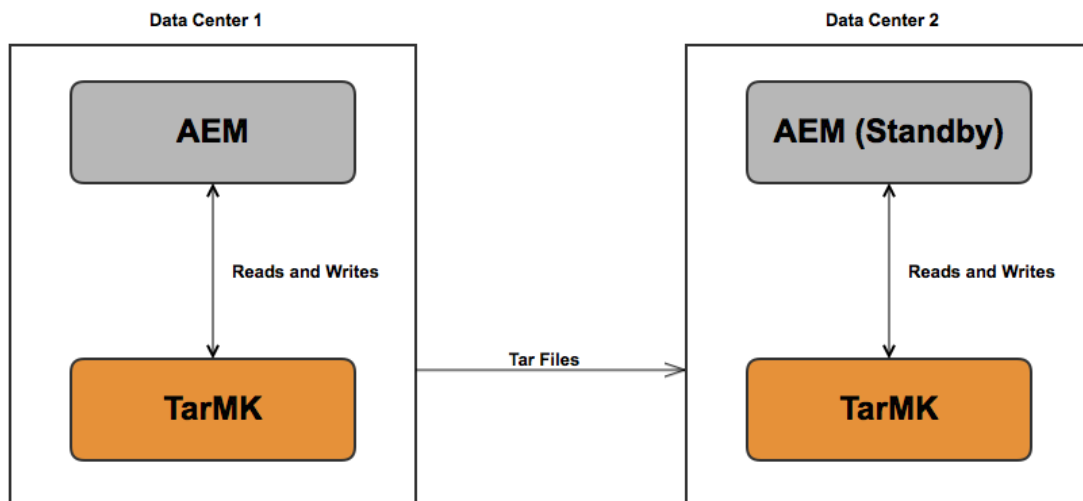 Data Center 1
Data Center 2
AEM
AEM (Standby)
Reads and Writes
Reads and Writes
Tar Files
TarMK
TarMK